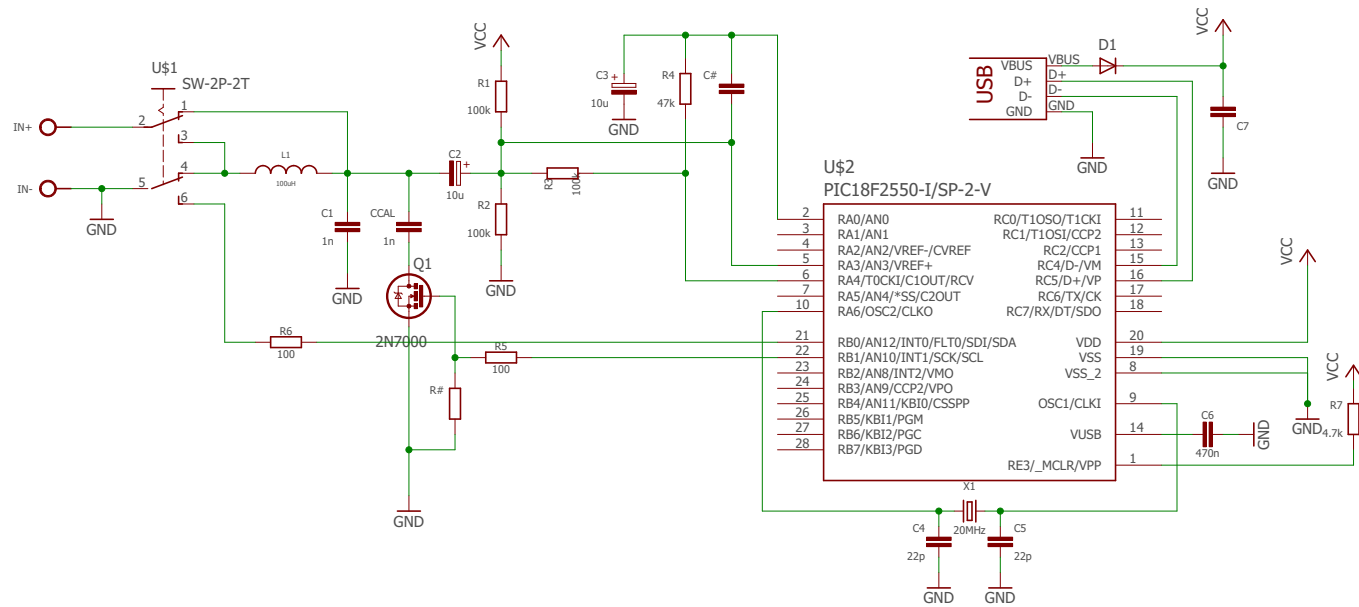 U$1
SW-2P-2T
IN+
2
1
3
IN-
5
4
6
GND
L1
100uH
C1
1n
GND
CCAL
1n
Q1
2N7000
GND
C2
+
10u
VCC
R1
100k
R2
100k
GND
R3
100k
C3
+
10u
GND
R4
47k
C#
R6
100
R5
100
R#
USB
VBUS
D+
D-
GND
VBUS
D+
D-
GND
GND
D1
VCC
C7
GND
U$2
PIC18F2550-I/SP-2-V
2 RA0/AN0 RC0/T1OSO/T1CKI 11
3 RA1/AN1 RC1/T1OSI/CCP2 12
4 RA2/AN2/VREF-/CVREF RC2/CCP1 13
5 RA3/AN3/VREF+ RC4/D-/VM 15
6 RA4/T0CKI/C1OUT/RCV RC5/D+/VP 16
7 RA5/AN4/*SS/C2OUT RC6/TX/CK 17
10 RA6/OSC2/CLKO RC7/RX/DT/SDO 18
21 RB0/AN12/INT0/FLT0/SDI/SDA VDD 20
22 RB1/AN10/INT1/SCK/SCL VSS 19
23 RB2/AN8/INT2/VMO VSS_2 8
24 RB3/AN9/CCP2/VPO
25 RB4/AN11/KBI0/CSSPP OSC1/CLKI 9
26 RB5/KBI1/PGM
27 RB6/KBI2/PGC VUSB 14
28 RB7/KBI3/PGD
RE3/_MCLR/VPP 1
VCC
GND
VCC
R7
4.7k
C6
470n
GND
X1
20MHz
C4
22p
GND
C5
22p
GND